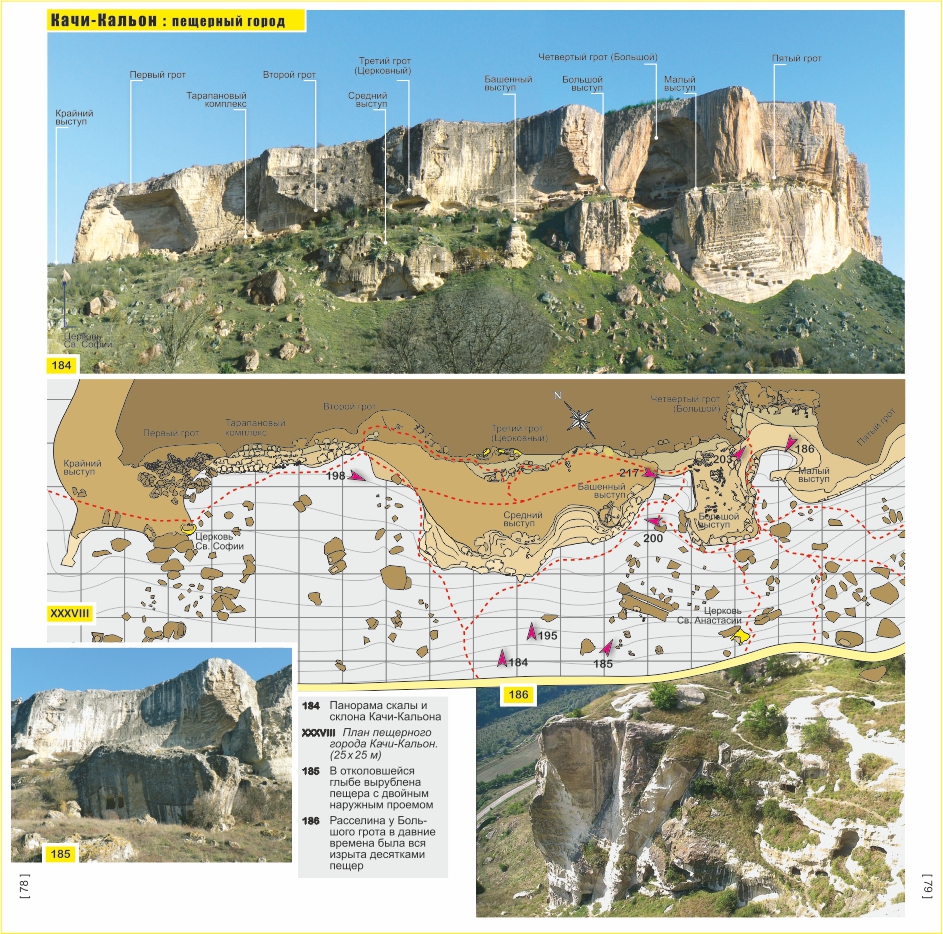 Качи-Кальон : пещерный город
Крайний
выступ
Первый грот
Тарапановый
комплекс
Второй грот
Третий грот
(Церковный)
Средний
выступ
Башенный
выступ
Четвертый грот (Большой)
Большой
выступ
Малый
выступ
Пятый грот
Церковь
Св. Софии
184
N
Крайний
выступ
Первый грот
Тарапановый
комплекс
Второй грот
Третий грот
(Церковный)
Четвертый грот
(Большой)
Пятый грот
203
186
Малый
выступ
198
217
Башенный
выступ
Средний
выступ
Большой
выступ
200
Церковь
Св. Софии
XXXVIII
Церковь
Св. Анастасии
195
184
185
186
184 Панорама скалы и
склона Качи-Кальона
XXXVIII План пещерного
города Качи-Кальон.
(25 х 25 м)
185 В отколовшейся
глыбе вырублена
пещера с двойным
наружным проемом
186 Расселина у Боль-
шого грота в давние
времена была вся
изрыта десятками
пещер
185
[ 78 ]
[ 79 ]